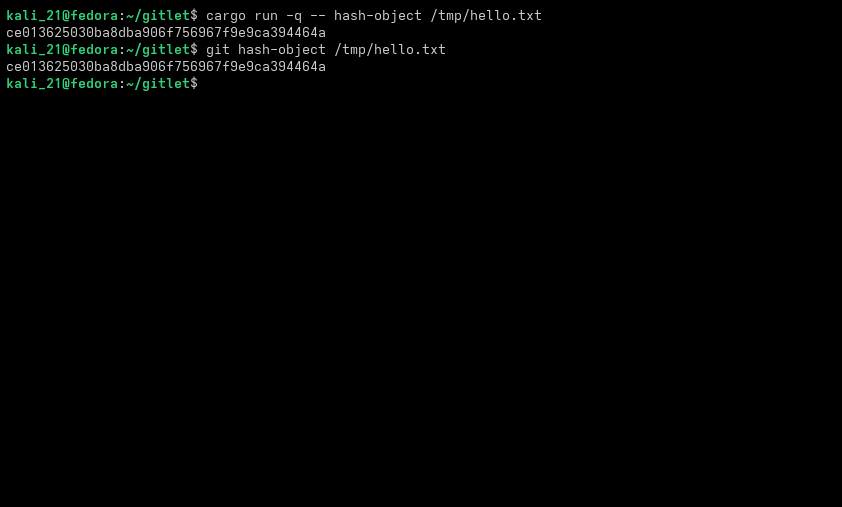 kali_21@fedora:~/gitlet$ cargo run -q -- hash-object /tmp/hello.txt
ce013625030ba8dba906f756967f9e9ca394464a
kali_21@fedora:~/gitlet$ git hash-object /tmp/hello.txt
ce013625030ba8dba906f756967f9e9ca394464a
kali_21@fedora:~/gitlet$